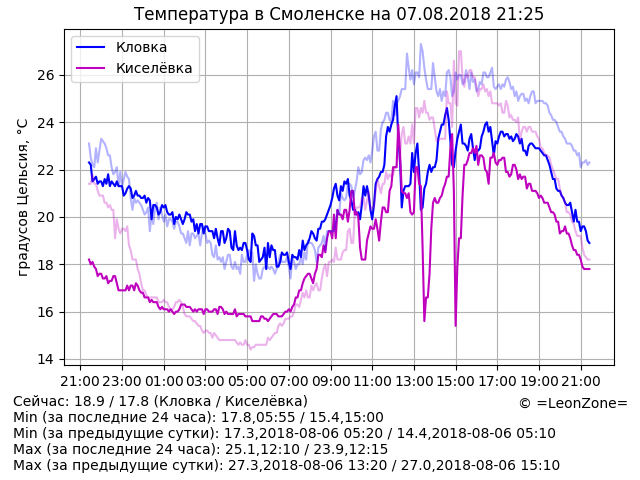 Температура в Смоленске на 07.08.2018 21:25
Кловка
Киселёвка
градусов Цельсия, °C
26
24
22
20
18
16
14
21:00 23:00 01:00 03:00 05:00 07:00 09:00 11:00 13:00 15:00 17:00 19:00 21:00
Сейчас: 18.9 / 17.8 (Кловка / Киселёвка)
© =LeonZone=
Min (за последние 24 часа): 17.8,05:55 / 15.4,15:00
Min (за предыдущие сутки): 17.3,2018-08-06 05:20 / 14.4,2018-08-06 05:10
Max (за последние 24 часа): 25.1,12:10 / 23.9,12:15
Max (за предыдущие сутки): 27.3,2018-08-06 13:20 / 27.0,2018-08-06 15:10